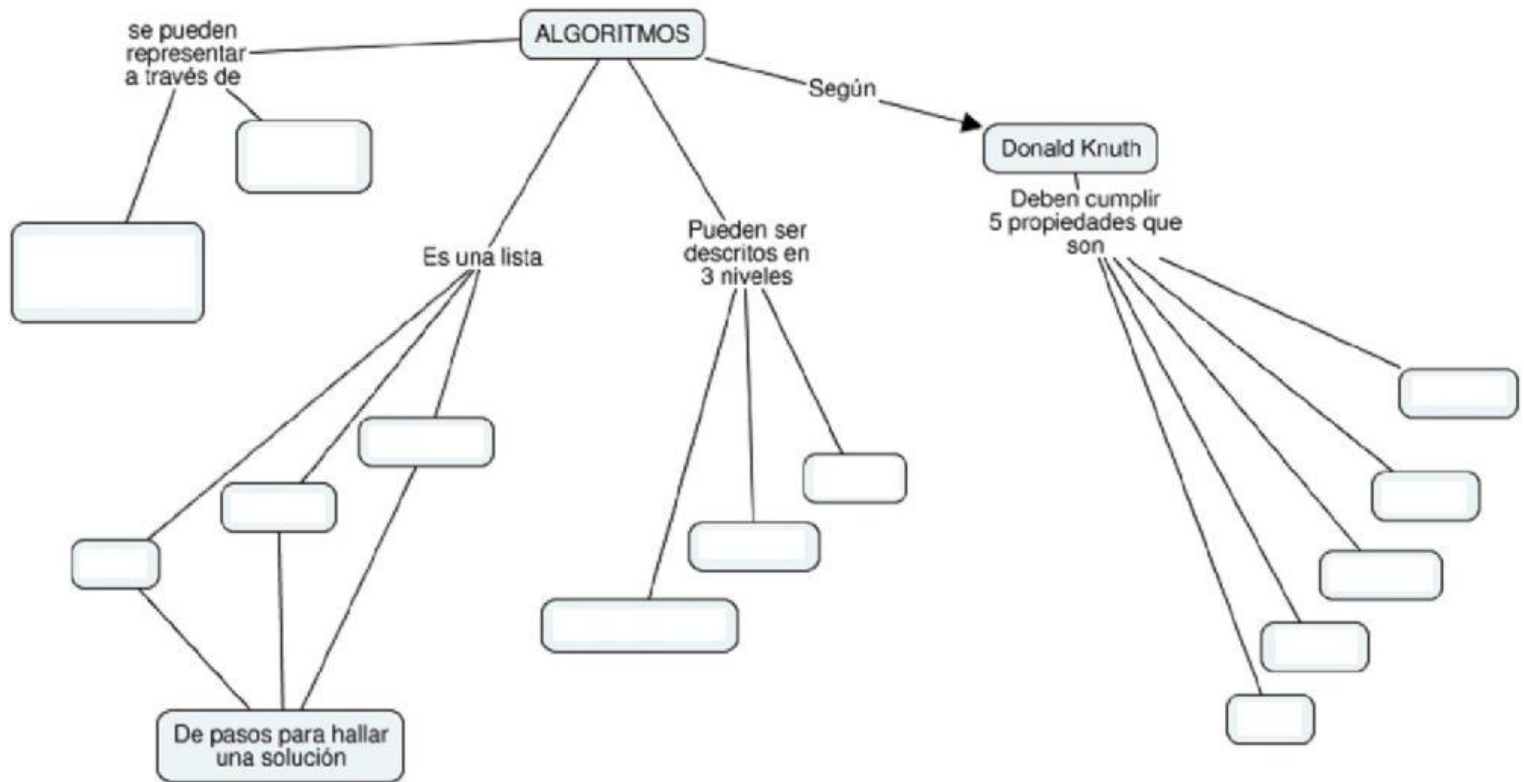 ALGORITMOS
se pueden
representar
a través de
Según
Donald Knuth
Deben cumplir
5 propiedades que
son
Es una lista
Pueden ser
descritos en
3 niveles
De pasos para hallar
una solución